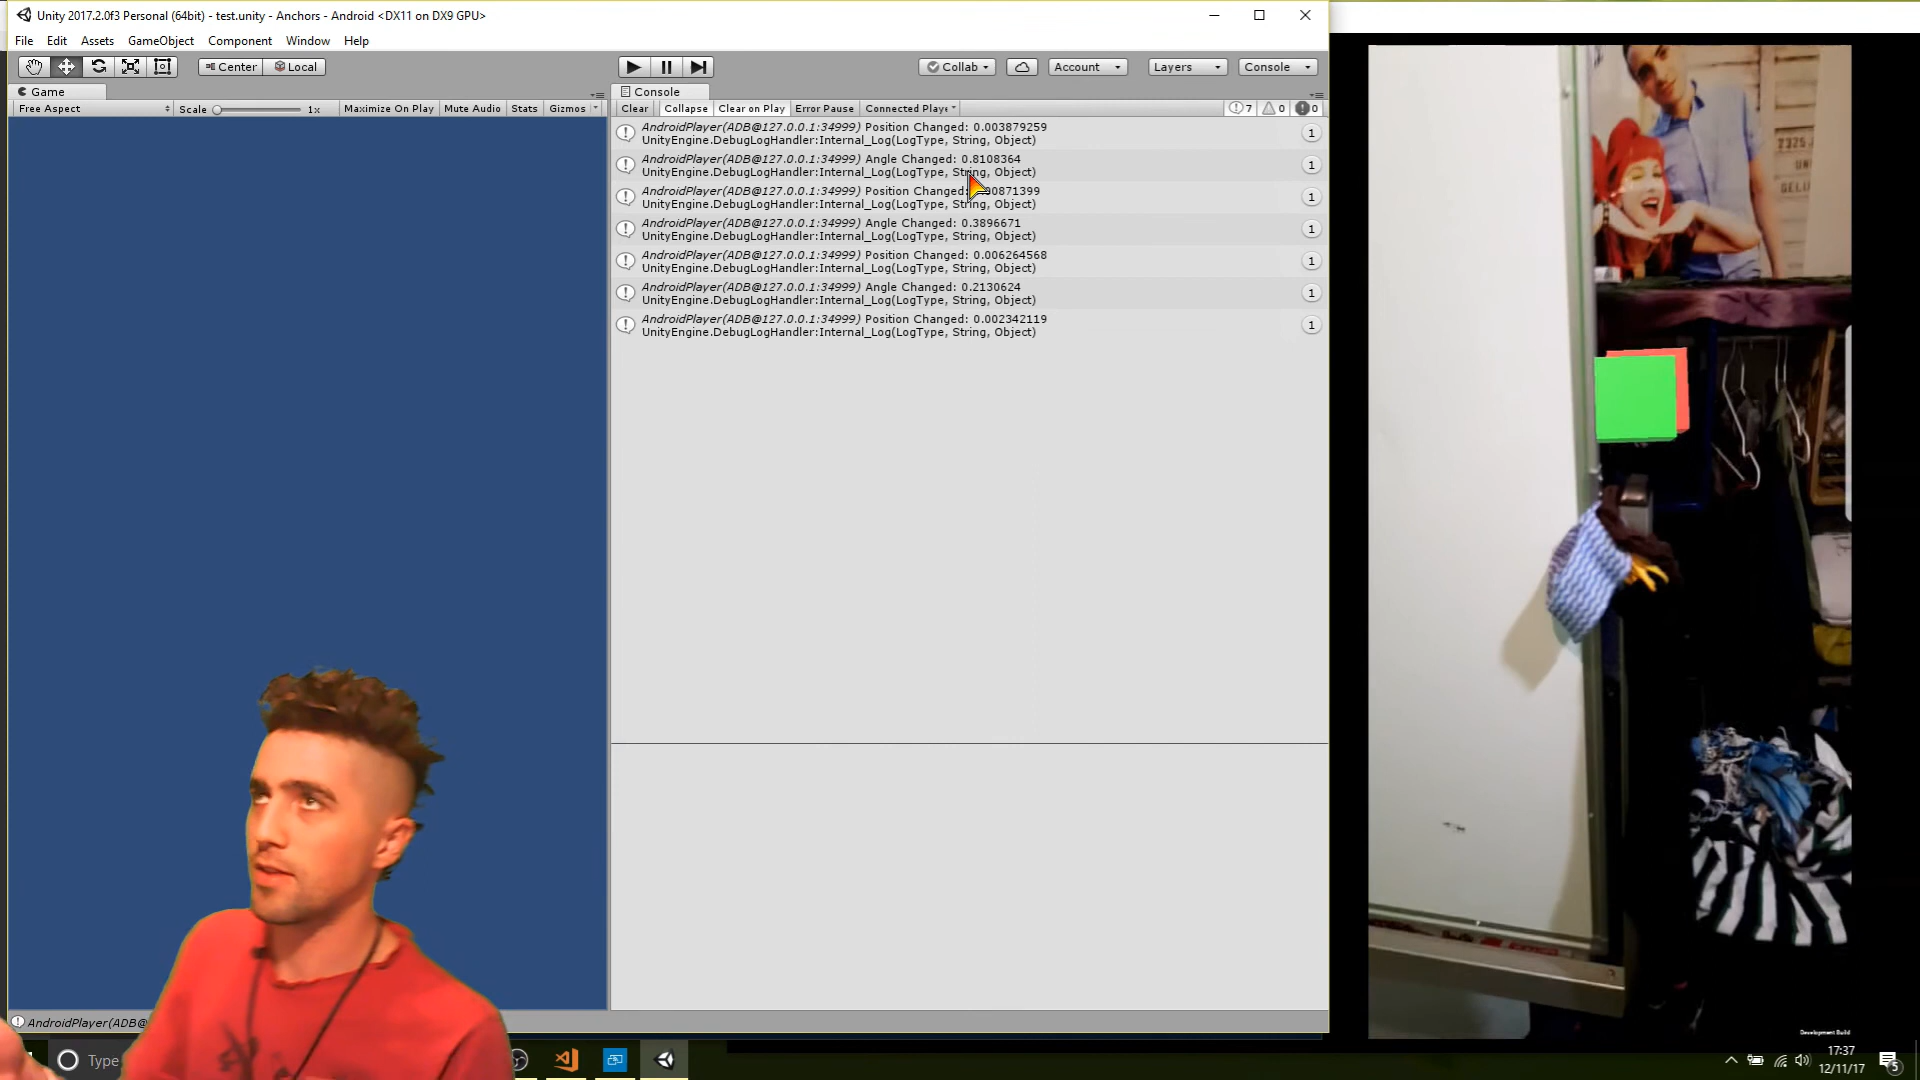 Unity 2017.2.0f3 Personal (64bit) - test.unity - Anchors - Android <DX11 on DX9 GPU>
File Edit Assets GameObject Component Window Help
Center Local Collab Account Layers Console
Game Console
Free Aspect Scale 1x Maximize On Play Mute Audio Stats Gizmos Clear Collapse Clear on Play Error Pause Connected Playe 7 0 0
AndroidPlayer(ADB@127.0.0.1:34999) Position Changed: 0.003879259
UnityEngine.DebugLogHandler:Internal_Log(LogType, String, Object) 1
AndroidPlayer(ADB@127.0.0.1:34999) Angle Changed: 0.8108364
UnityEngine.DebugLogHandler:Internal_Log(LogType, String, Object) 1
AndroidPlayer(ADB@127.0.0.1:34999) Position Changed: 00871399
UnityEngine.DebugLogHandler:Internal_Log(LogType, String, Object) 1
AndroidPlayer(ADB@127.0.0.1:34999) Angle Changed: 0.3896671
UnityEngine.DebugLogHandler:Internal_Log(LogType, String, Object) 1
AndroidPlayer(ADB@127.0.0.1:34999) Position Changed: 0.006264568
UnityEngine.DebugLogHandler:Internal_Log(LogType, String, Object) 1
AndroidPlayer(ADB@127.0.0.1:34999) Angle Changed: 0.2130624
UnityEngine.DebugLogHandler:Internal_Log(LogType, String, Object) 1
AndroidPlayer(ADB@127.0.0.1:34999) Position Changed: 0.002342119
UnityEngine.DebugLogHandler:Internal_Log(LogType, String, Object) 1
AndroidPlayer(ADB@
Type
Development Build
17:37
12/11/17
5